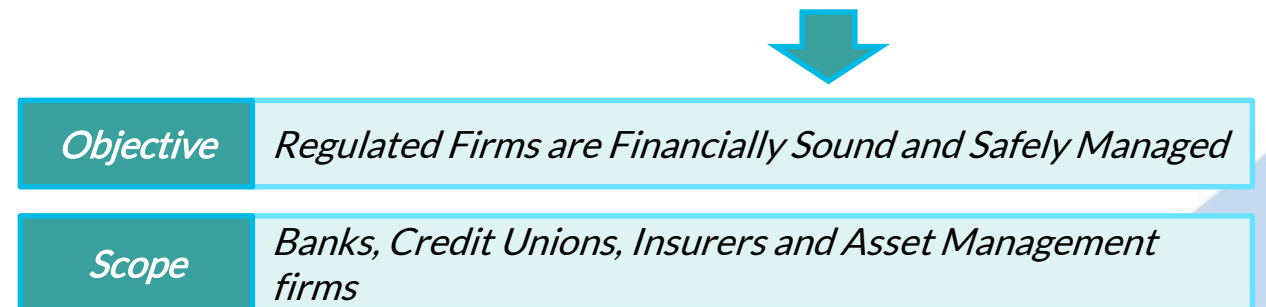 Objective
Regulated Firms are Financially Sound and Safely Managed
Scope
Banks, Credit Unions, Insurers and Asset Management
firms